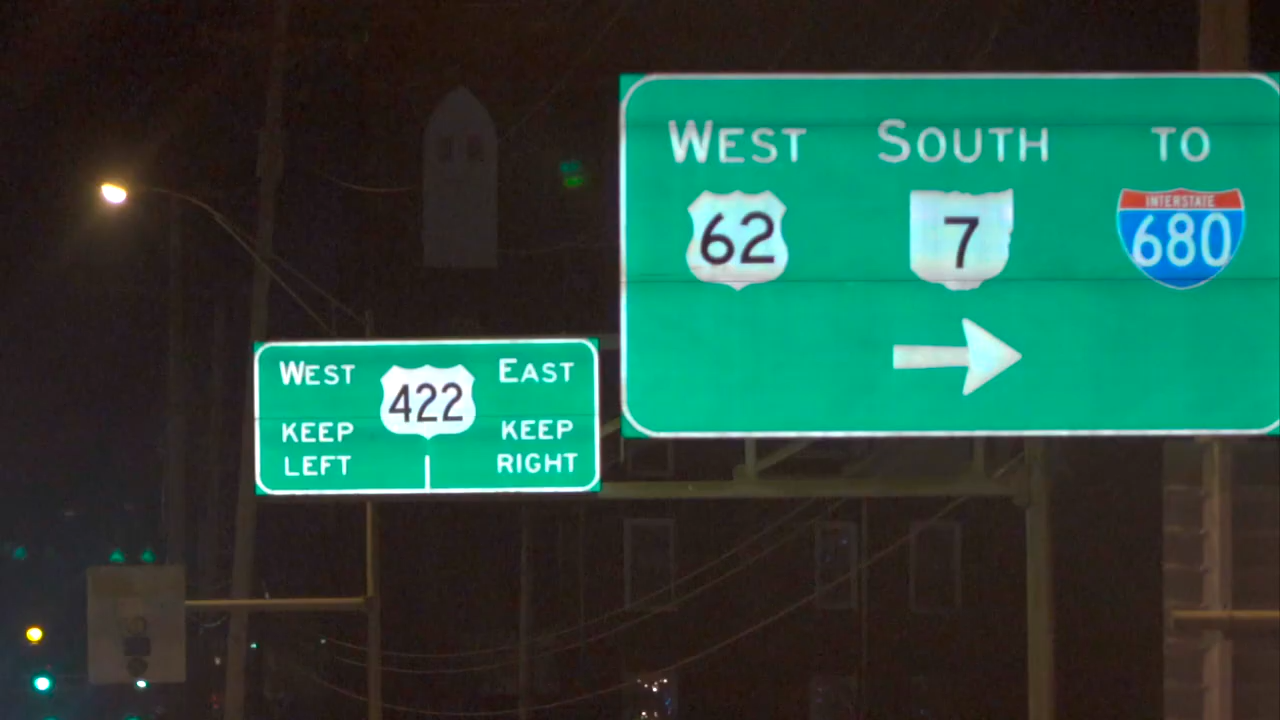 WEST SOUTH TO
62 7 INTERSTATE 680
WEST 422 EAST
KEEP KEEP
LEFT RIGHT